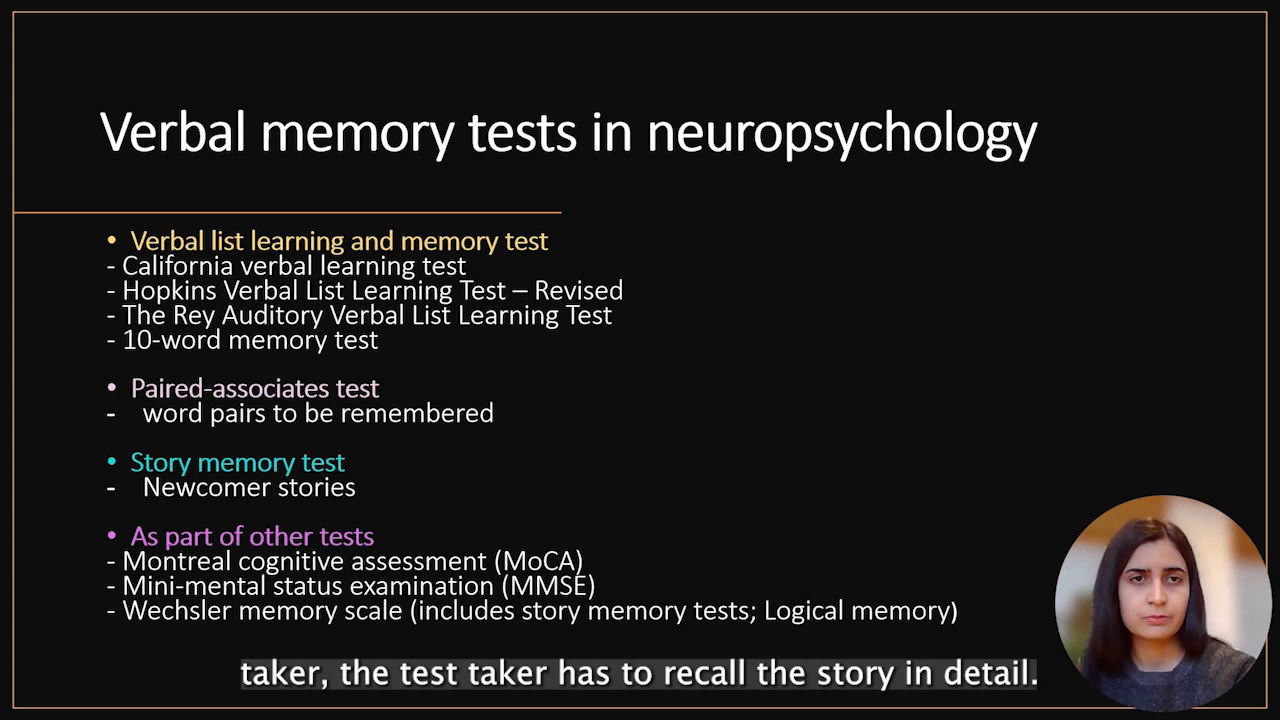 Verbal memory tests in neuropsychology
• Verbal list learning and memory test
- California verbal learning test
- Hopkins Verbal List Learning Test – Revised
- The Rey Auditory Verbal List Learning Test
- 10-word memory test
• Paired-associates test
- word pairs to be remembered
• Story memory test
- Newcomer stories
• As part of other tests
- Montreal cognitive assessment (MoCA)
- Mini-mental status examination (MMSE)
- Wechsler memory scale (includes story memory tests; Logical memory)
taker, the test taker has to recall the story in detail.